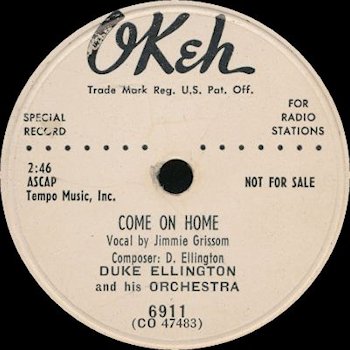 OKeh
Trade Mark Reg. U.S. Pat. Off.
SPECIAL RECORD
FOR RADIO STATIONS
2:46
ASCAP
Tempo Music, Inc.
NOT FOR SALE
COME ON HOME
Vocal by Jimmie Grissom
Composer: D. Ellington
DUKE ELLINGTON
and his ORCHESTRA
6911
(CO 47483)